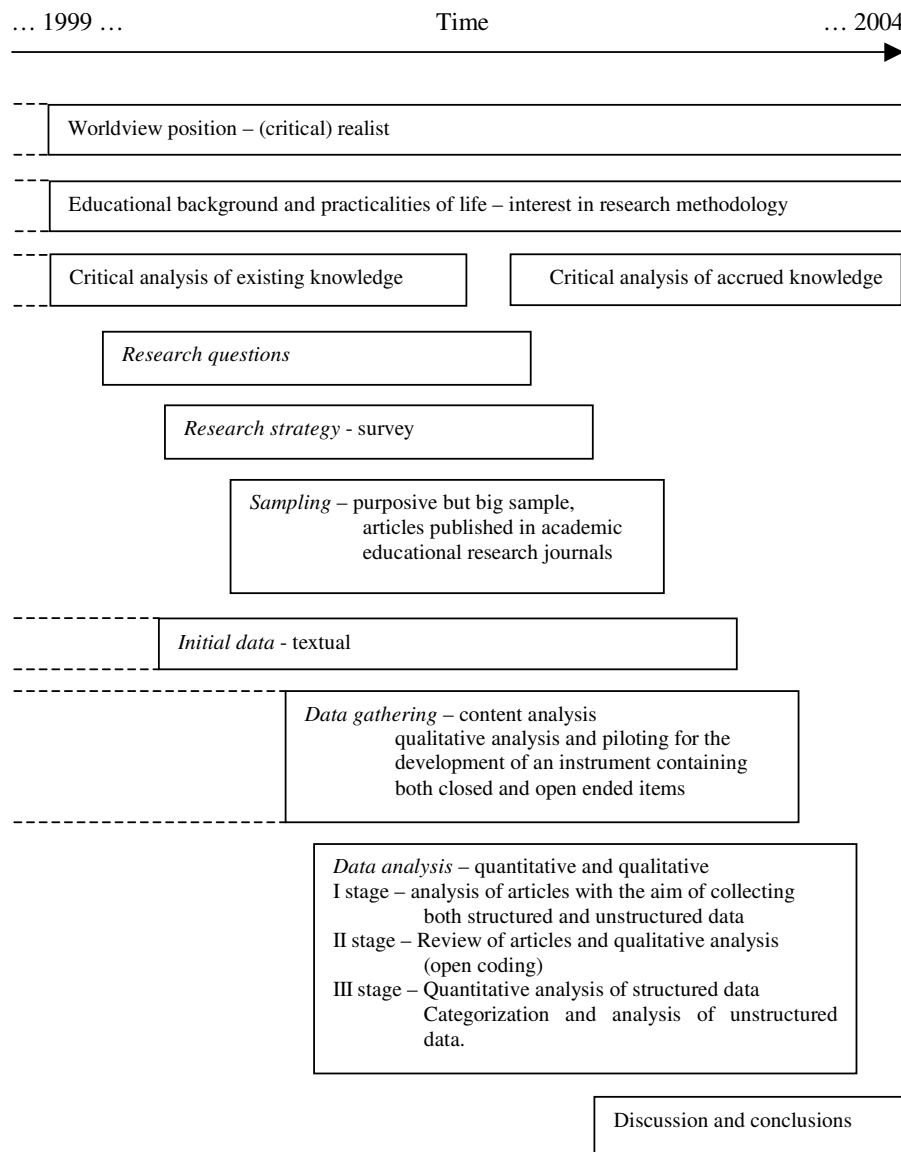 … 1999 … Time … 2004
Worldview position – (critical) realist
Educational background and practicalities of life – interest in research methodology
Critical analysis of existing knowledge
Critical analysis of accrued knowledge
Research questions
Research strategy - survey
Sampling – purposive but big sample,
articles published in academic
educational research journals
Initial data - textual
Data gathering – content analysis
qualitative analysis and piloting for the
development of an instrument containing
both closed and open ended items
Data analysis – quantitative and qualitative
I stage – analysis of articles with the aim of collecting
both structured and unstructured data
II stage – Review of articles and qualitative analysis
(open coding)
III stage – Quantitative analysis of structured data
Categorization and analysis of unstructured
data.
Discussion and conclusions